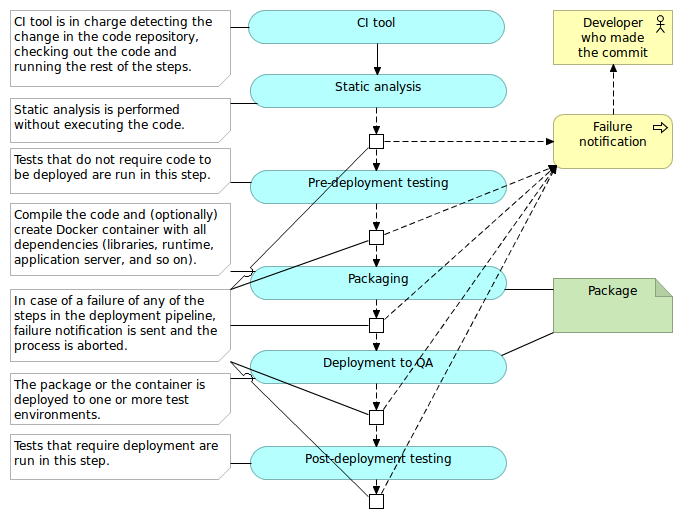 CI tool is in charge detecting the
change in the code repository,
checking out the code and
running the rest of the steps.
CI tool
Developer
who made
the commit
Static analysis
Static analysis is performed
without executing the code.
Failure
notification
Tests that do not require code to
be deployed are run in this step.
Pre-deployment testing
Compile the code and (optionally)
create Docker container with all
dependencies (libraries, runtime,
application server, and so on).
Packaging
Package
In case of a failure of any of the
steps in the deployment pipeline,
failure notification is sent and the
process is aborted.
Deployment to QA
The package or the container is
deployed to one or more test
environments.
Tests that require deployment are
run in this step.
Post-deployment testing